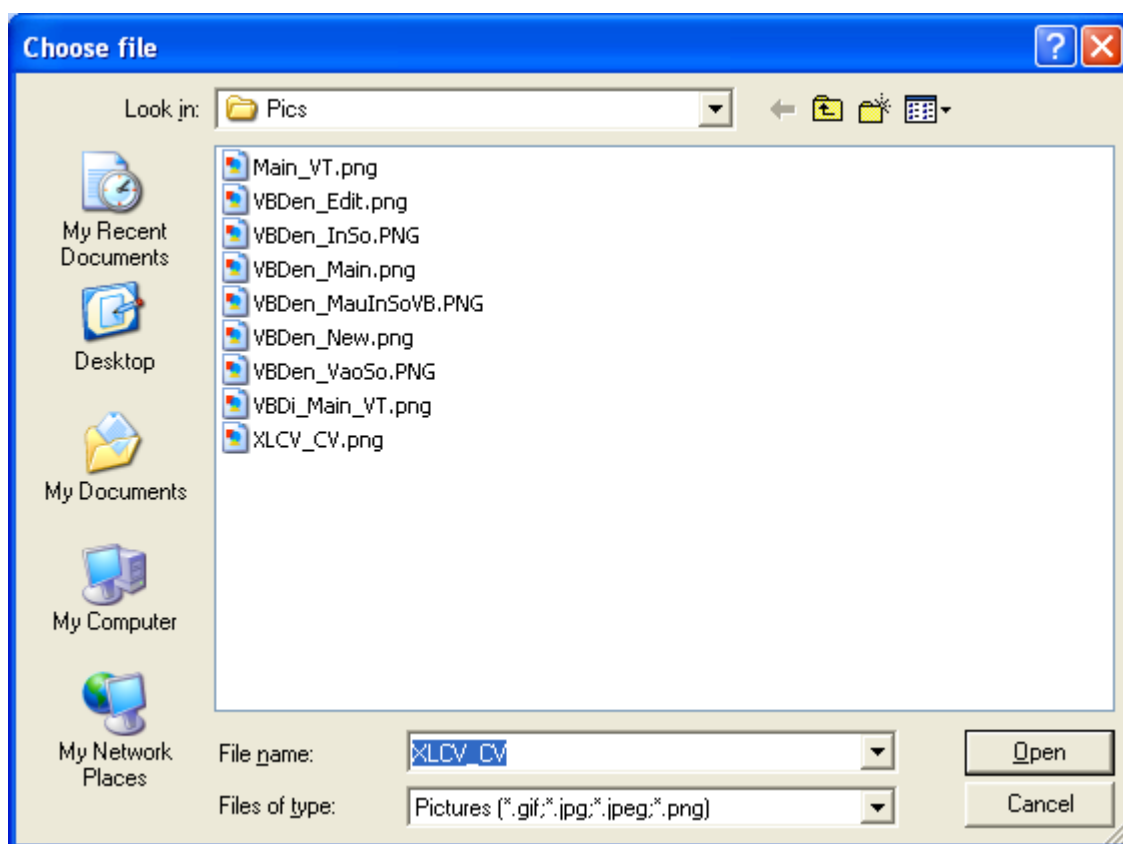 Choose file
Look in:
Pics
My Recent
Documents
Desktop
My Documents
My Computer
My Network
Places
Main_VT.png
VBDen_Edit.png
VBDen_InSo.PNG
VBDen_Main.png
VBDen_MauInSoVB.PNG
VBDen_New.png
VBDen_VaoSo.PNG
VBDi_Main_VT.png
XLCV_CV.png
File name:
XLCV_CV
Open
Files of type:
Pictures (*.gif;*.jpg;*.jpeg;*.png)
Cancel